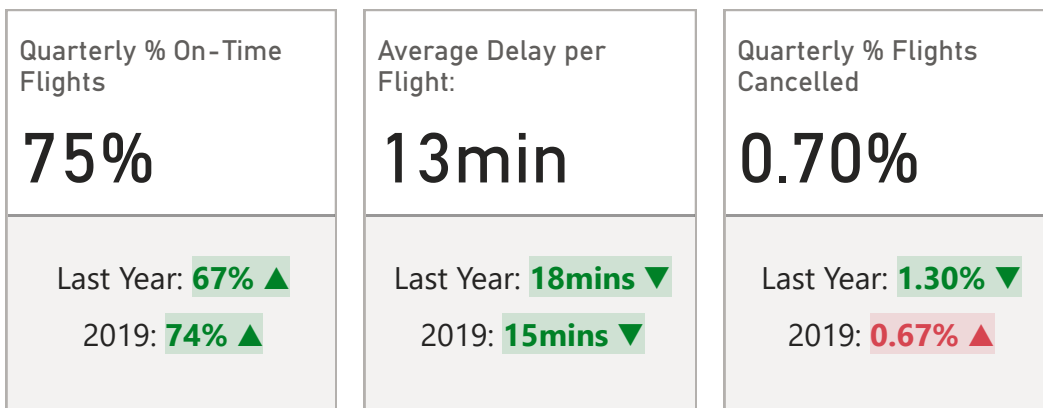 Quarterly % On-Time
Flights
75%
Last Year: 67% ▲
2019: 74% ▲
Average Delay per
Flight:
13min
Last Year: 18mins ▼
2019: 15mins ▼
Quarterly % Flights
Cancelled
0.70%
Last Year: 1.30% ▼
2019: 0.67% ▲